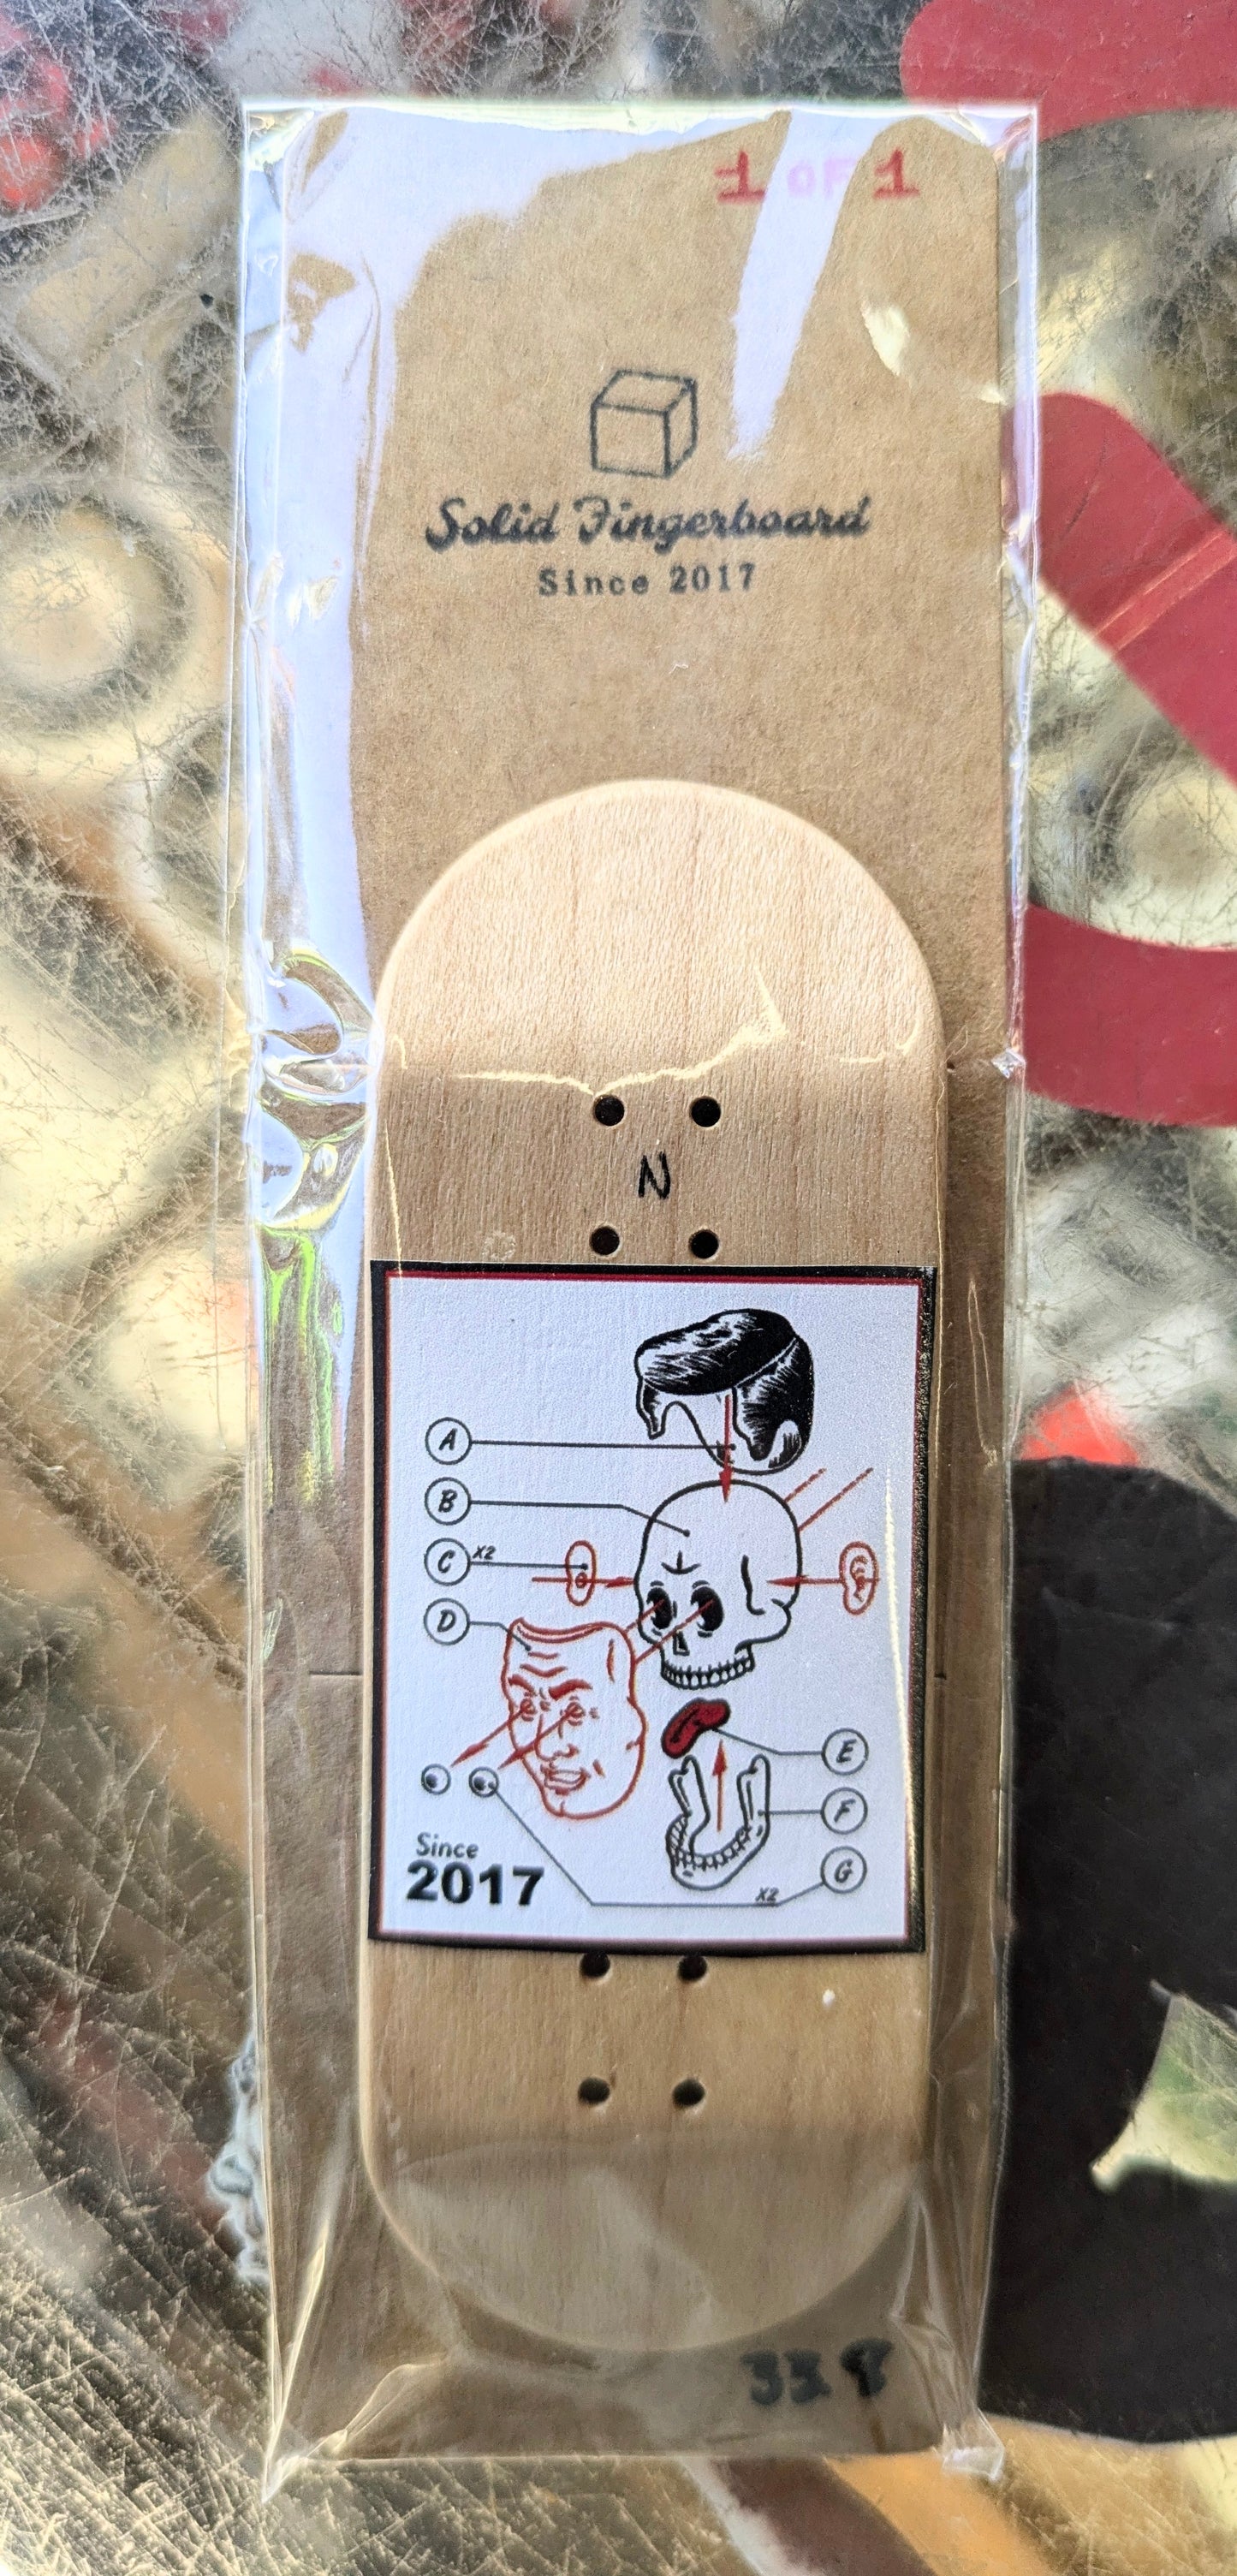 1 OF 1
Solid Fingerboard
Since 2017
N
A
B
C x2
D
E
F
G
x2
Since
2017